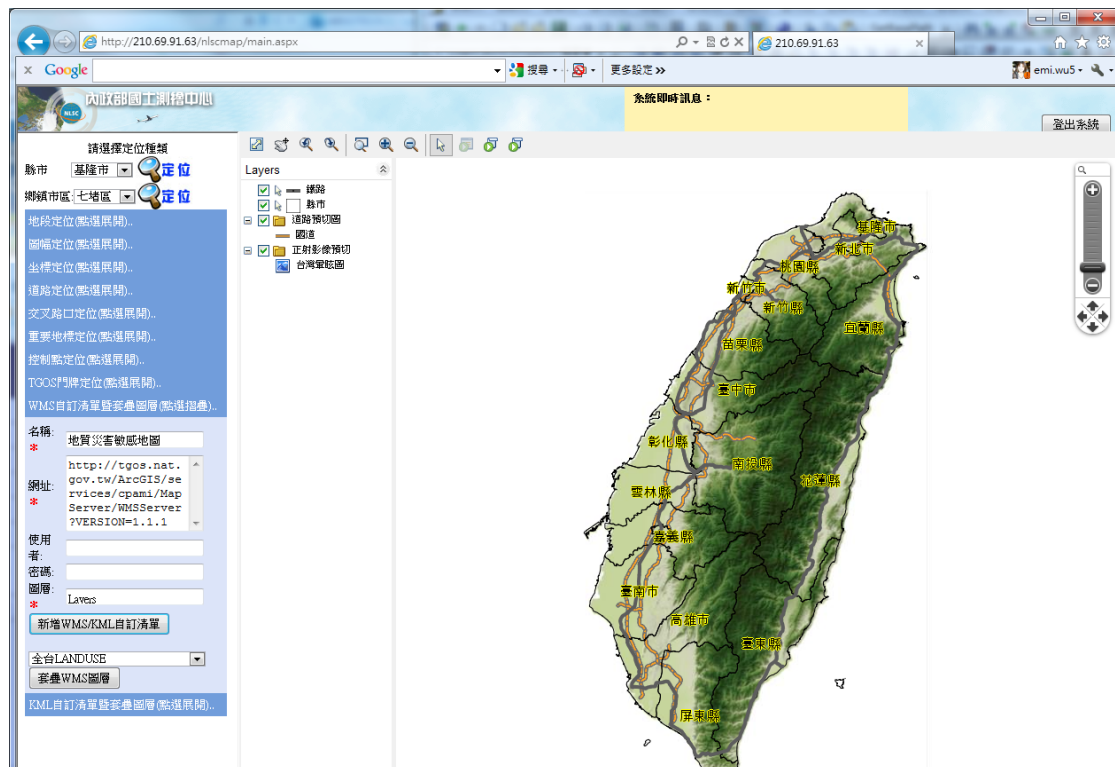 http://210.69.91.63/nlscmap/main.aspx
210.69.91.63
x Google
搜尋
更多設定 »
emi.wu5
NLSC
內政部國土測繪中心
系統即時訊息：
登出系統
請選擇定位種類
縣市 基隆市 定位
鄉鎮市區: 七堵區 定位
地段定位(點選展開)..
圖幅定位(點選展開)..
坐標定位(點選展開)..
道路定位(點選展開)..
交叉路口定位(點選展開)..
重要地標定位(點選展開)..
控制點定位(點選展開)..
TGOS門牌定位(點選展開)..
WMS自訂清單暨套疊圖層(點選摺疊)..
名稱:
* 地質災害敏感地圖
網址:
*
http://tgos.nat.
gov.tw/ArcGIS/se
rvices/cpami/Map
Server/WMSServer
?VERSION=1.1.1
使用者:
密碼:
圖層:
* Layers
新增WMS/KML自訂清單
全台LANDUSE
套疊WMS圖層
KML自訂清單暨套疊圖層(點選展開)..
Layers
鐵路
縣市
道路預切圖
國道
正射影像預切
台灣暈眩圖
基隆市
新北市
桃園縣
新竹市
新竹縣
宜蘭縣
苗栗縣
臺中市
彰化縣
南投縣
花蓮縣
雲林縣
嘉義縣
臺南市
高雄市
臺東縣
屏東縣